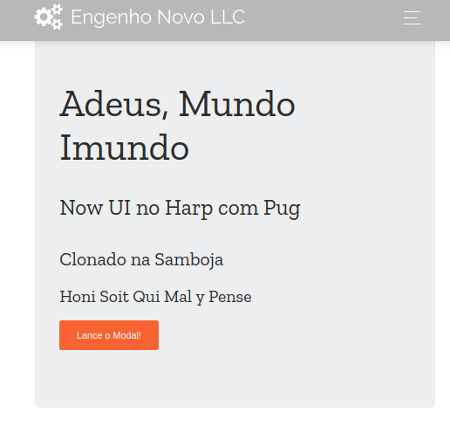 Engenho Novo LLC
Adeus, Mundo
Imundo
Now UI no Harp com Pug
Clonado na Samboja
Honi Soit Qui Mal y Pense
Lance o Modal!